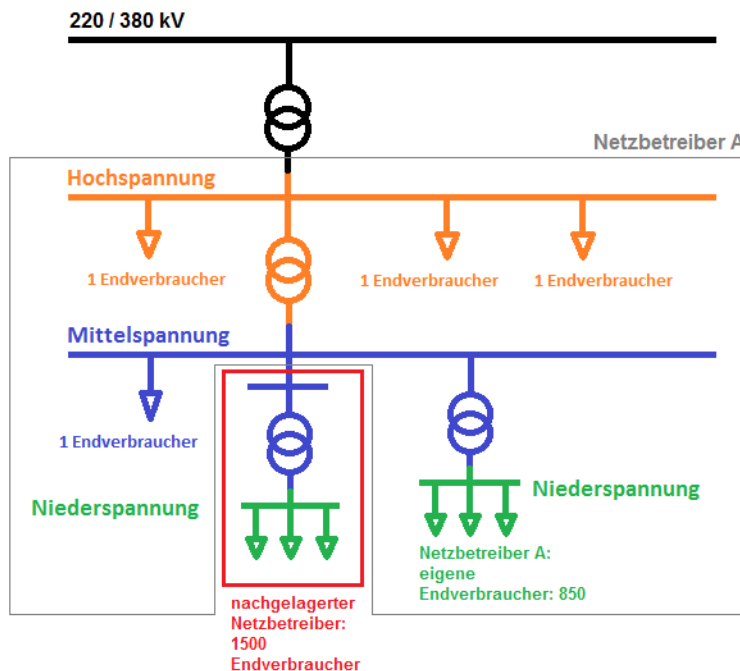 220 / 380 kV
Netzbetreiber A
Hochspannung
1 Endverbraucher
1 Endverbraucher
1 Endverbraucher
Mittelspannung
1 Endverbraucher
Niederspannung
Niederspannung
Netzbetreiber A:
eigene
Endverbraucher: 850
nachgelagerter
Netzbetreiber:
1500
Endverbraucher